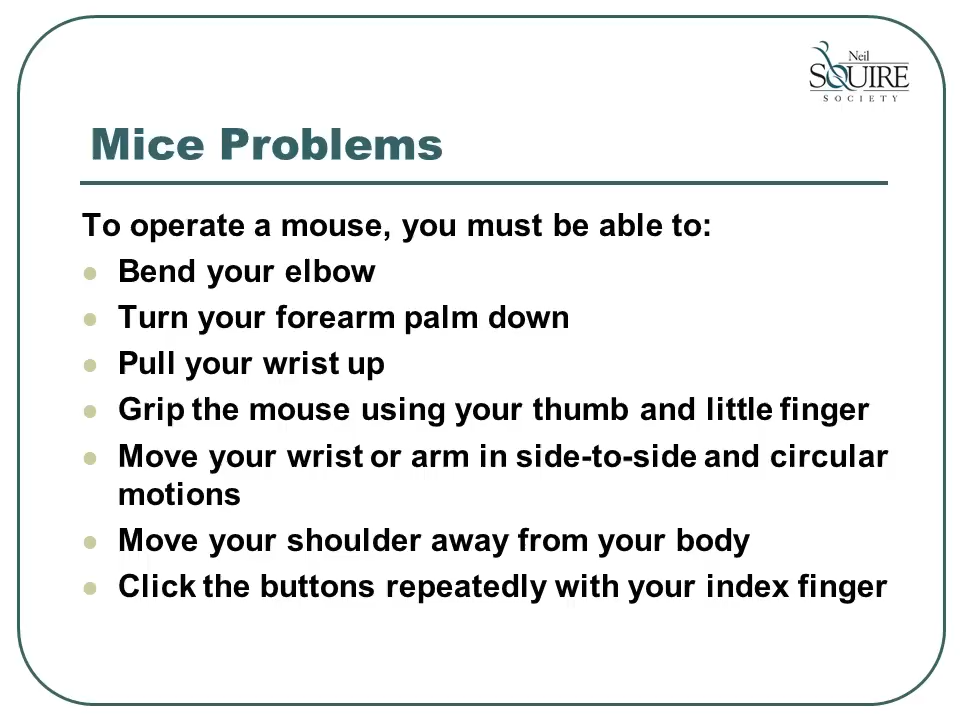 Neil
SQUIRE
SOCIETY
Mice Problems
To operate a mouse, you must be able to:
Bend your elbow
Turn your forearm palm down
Pull your wrist up
Grip the mouse using your thumb and little finger
Move your wrist or arm in side-to-side and circular
motions
Move your shoulder away from your body
Click the buttons repeatedly with your index finger